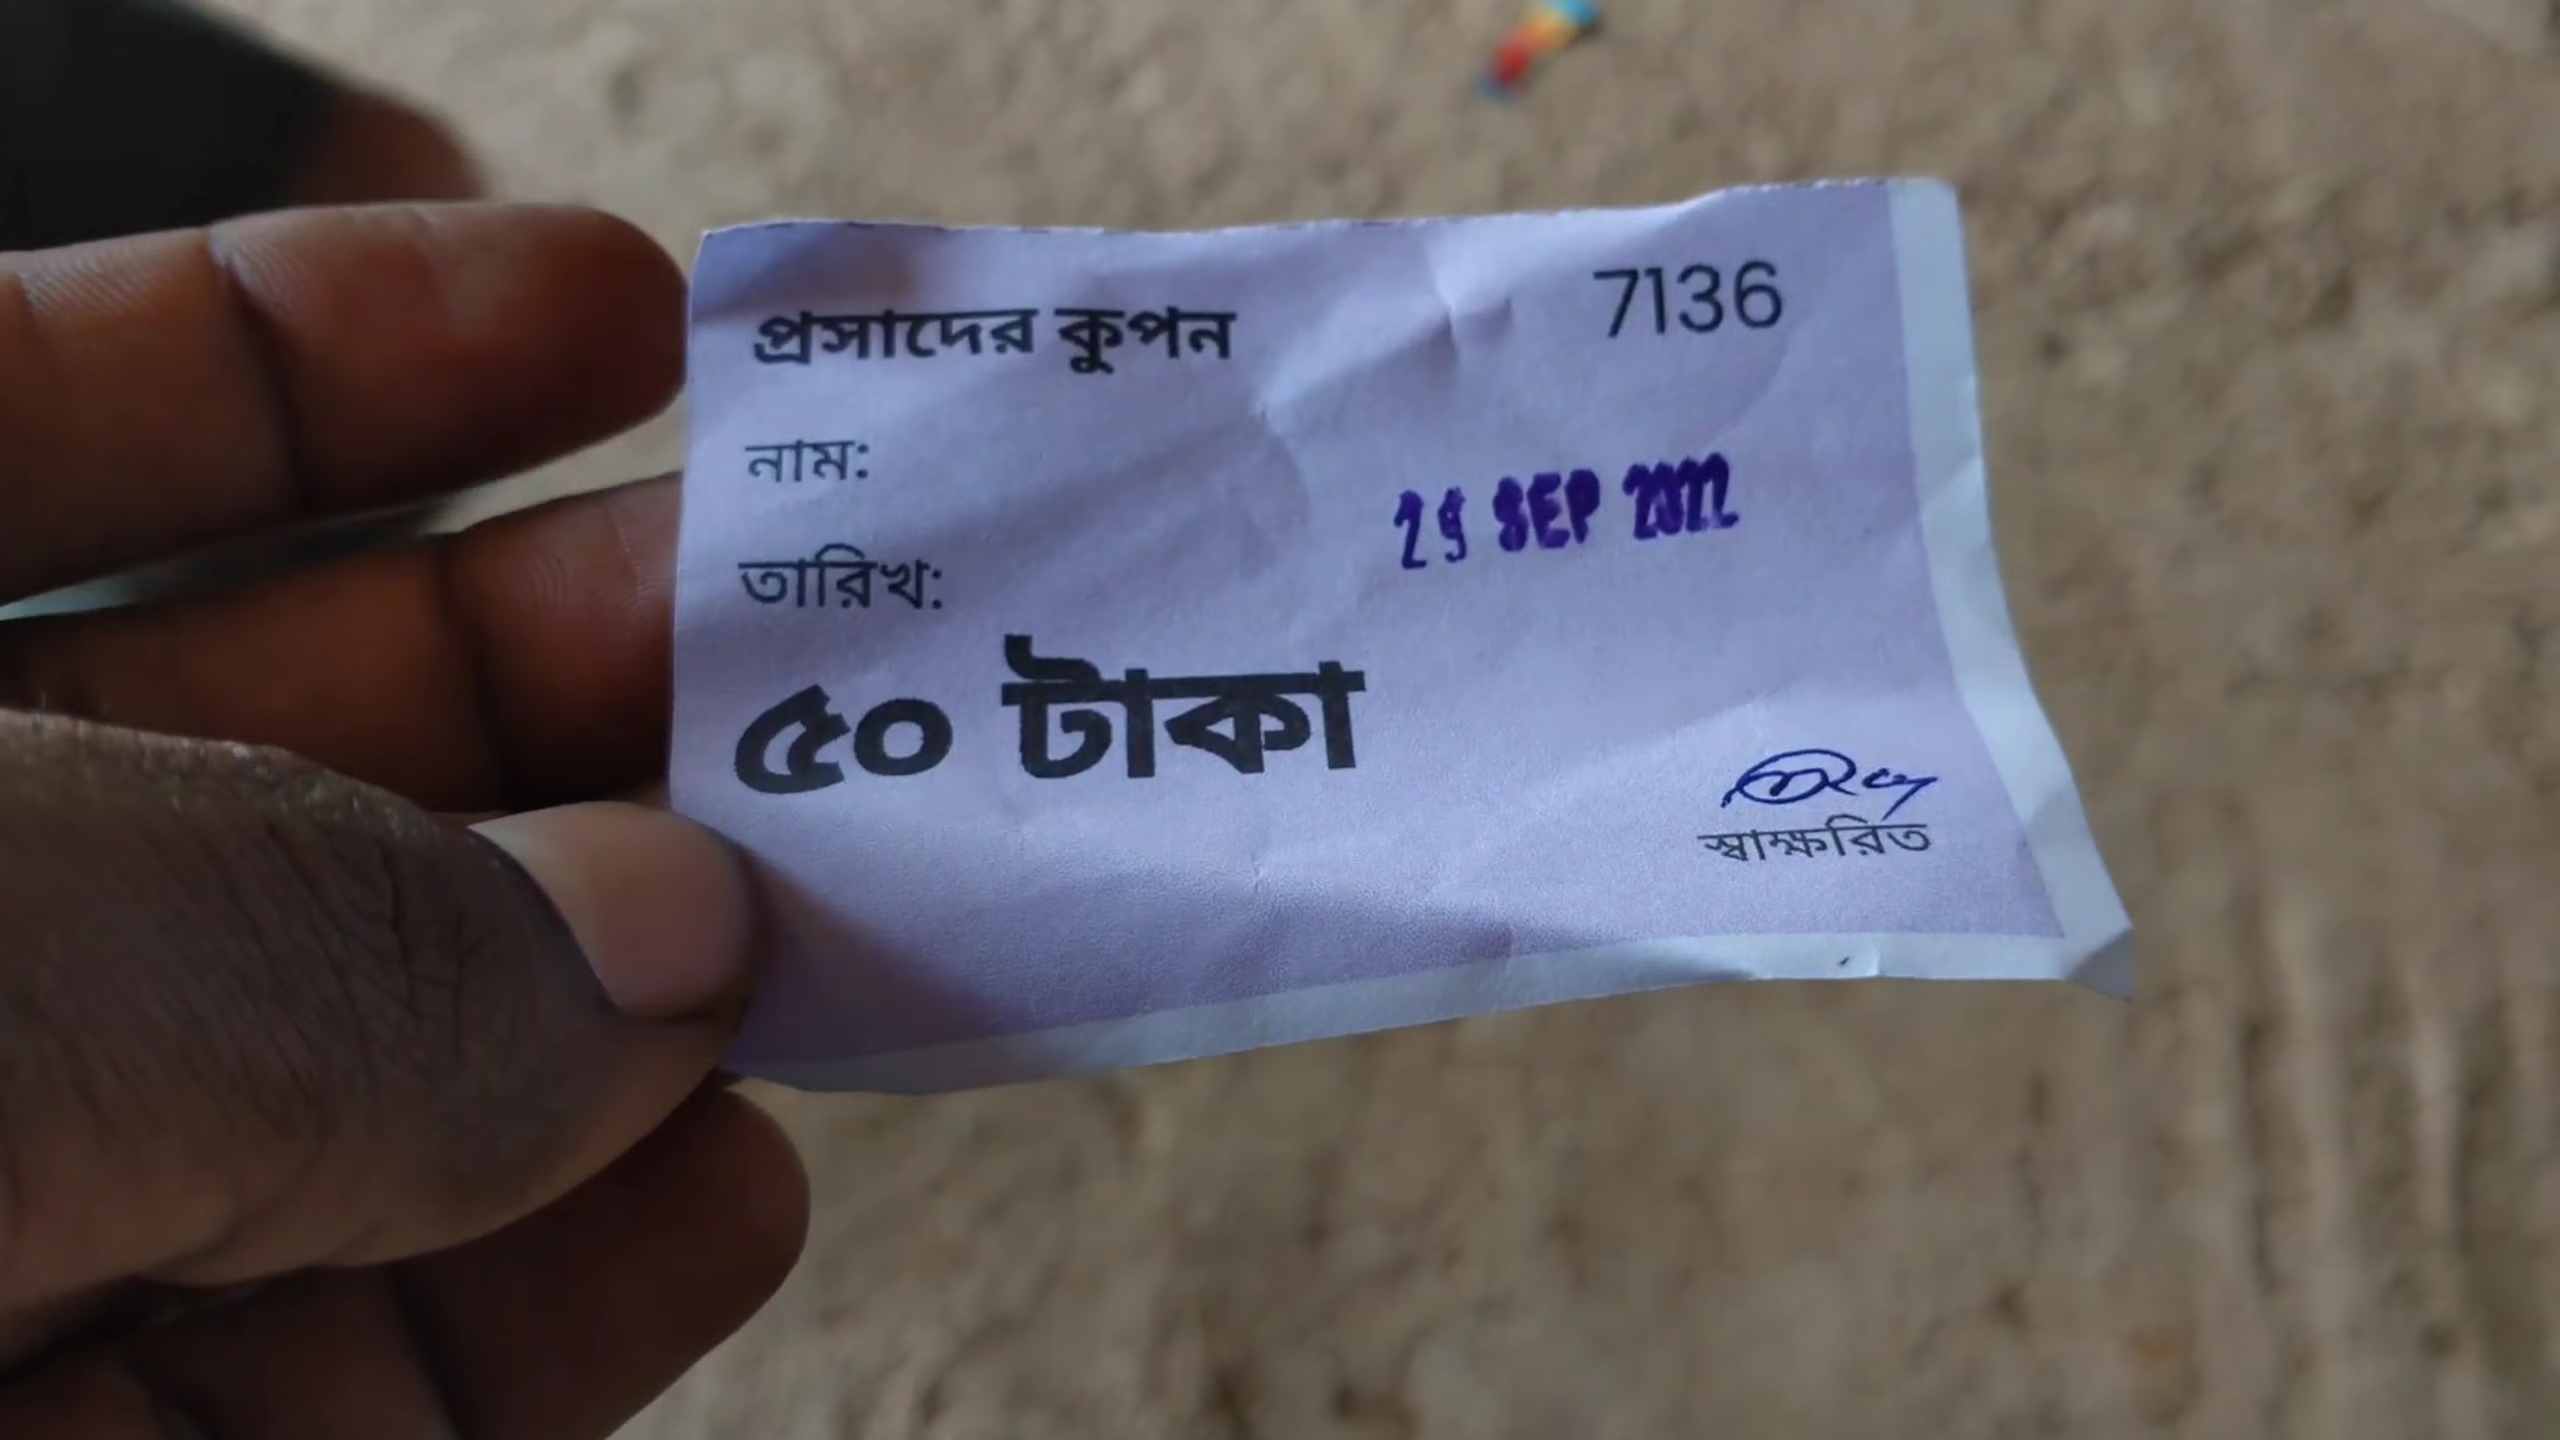 প্রসাদের কুপন 7136
নাম:
29 SEP 2022
তারিখ:
৫০ টাকা
স্বাক্ষরিত